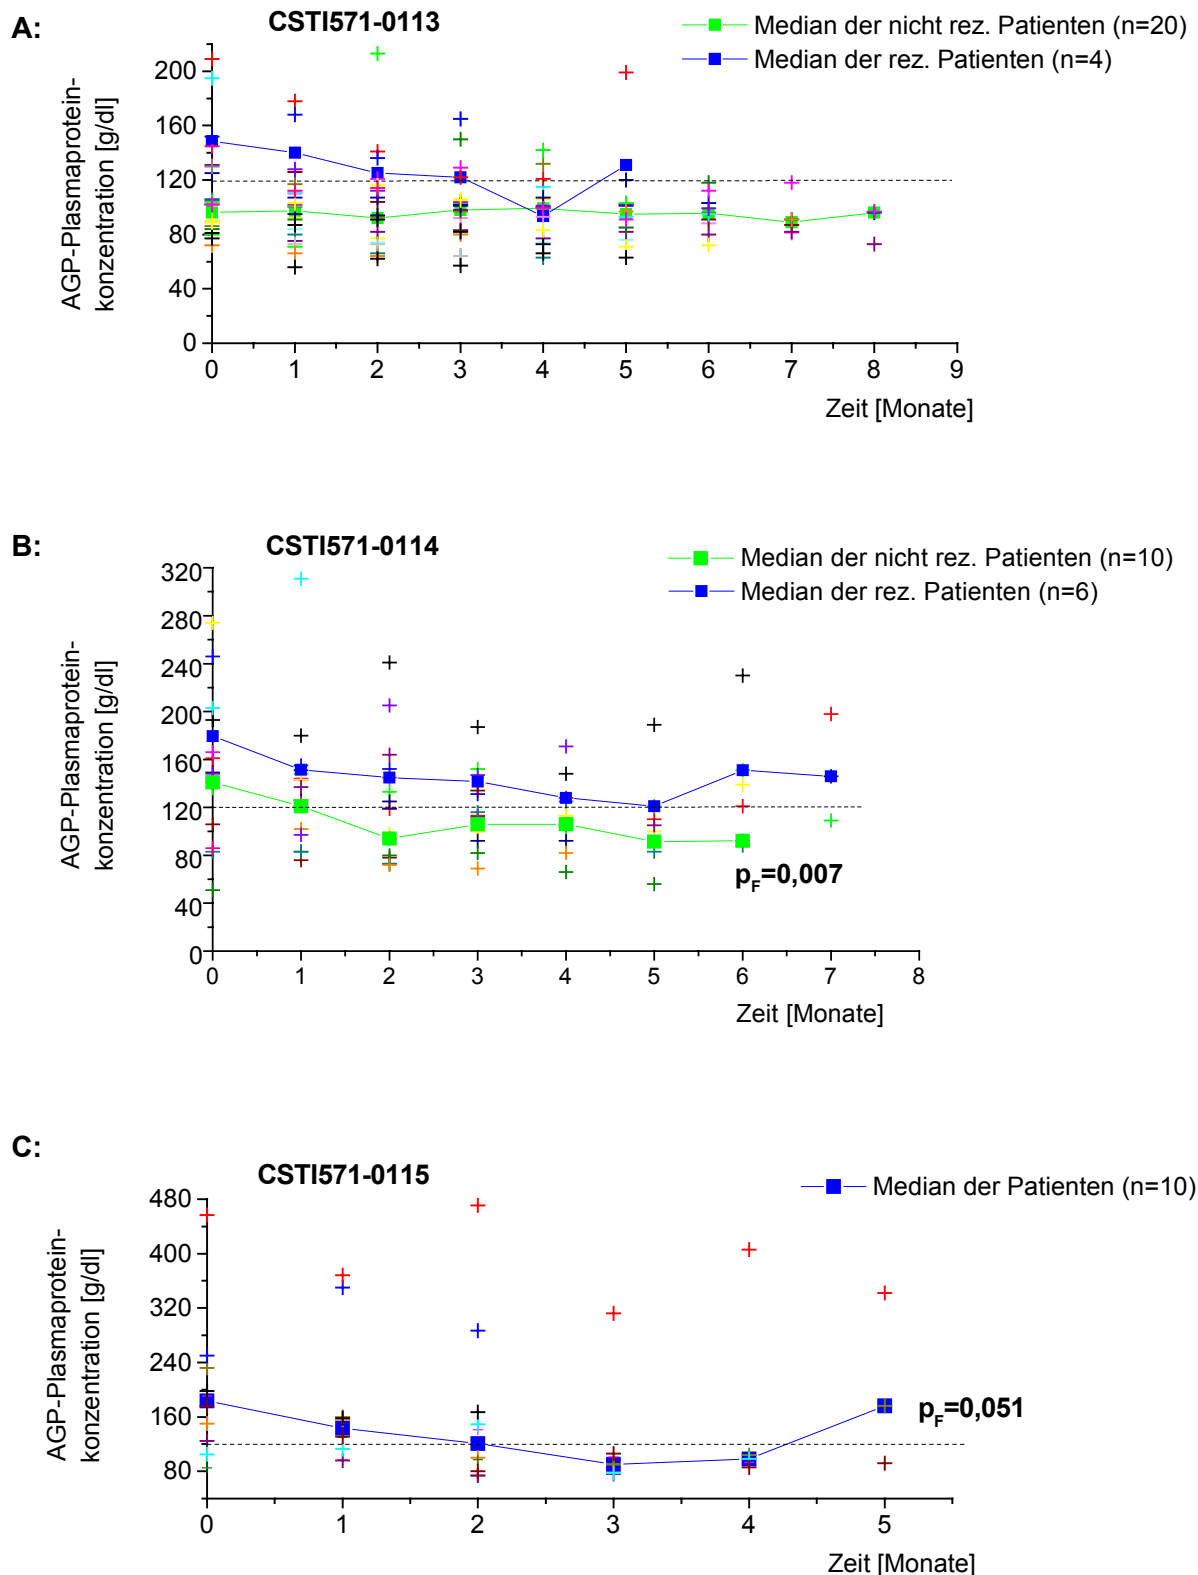 A:
CSTI571-0113
Median der nicht rez. Patienten (n=20)
Median der rez. Patienten (n=4)
AGP-Plasmaprotein-
konzentration [g/dl]
200
160
120
80
40
0
0 1 2 3 4 5 6 7 8 9
Zeit [Monate]
B:
CSTI571-0114
Median der nicht rez. Patienten (n=10)
Median der rez. Patienten (n=6)
AGP-Plasmaprotein-
konzentration [g/dl]
320
280
240
200
160
120
80
40
0
pF=0,007
0 1 2 3 4 5 6 7 8
Zeit [Monate]
C:
CSTI571-0115
Median der Patienten (n=10)
AGP-Plasmaprotein-
konzentration [g/dl]
480
400
320
240
160
80
pF=0,051
0 1 2 3 4 5
Zeit [Monate]